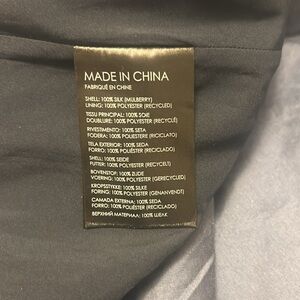 MADE IN CHINA
FABRIQUÉ EN CHINE
SHELL: 100% SILK (MULBERRY)
LINING: 100% POLYESTER (RECYCLED)
TISSU PRINCIPAL: 100% SOIE
DOUBLURE: 100% POLYESTER (RECYCLÉ)
RIVESTIMENTO: 100% SETA
FODERA: 100% POLIESTERE (RICICLATO)
TELA EXTERIOR: 100% SEDA
FORRO: 100% POLIÉSTER (RECICLADO)
SHELL: 100% SEIDE
FUTTER: 100% POLYESTER (RECYCELT)
BOVENSTOF: 100% ZIJDE
VOERING: 100% POLYESTER (GERECYCLED)
KROPSSTYKKE: 100% SILKE
FORING: 100% POLYESTER (GENANVENDT)
CAMADA EXTERNA: 100% SEDA
FORRO: 100% POLIÉSTER (RECICLADO)
ВЕРХНИЙ МАТЕРИАЛ: 100% ШЕЛК